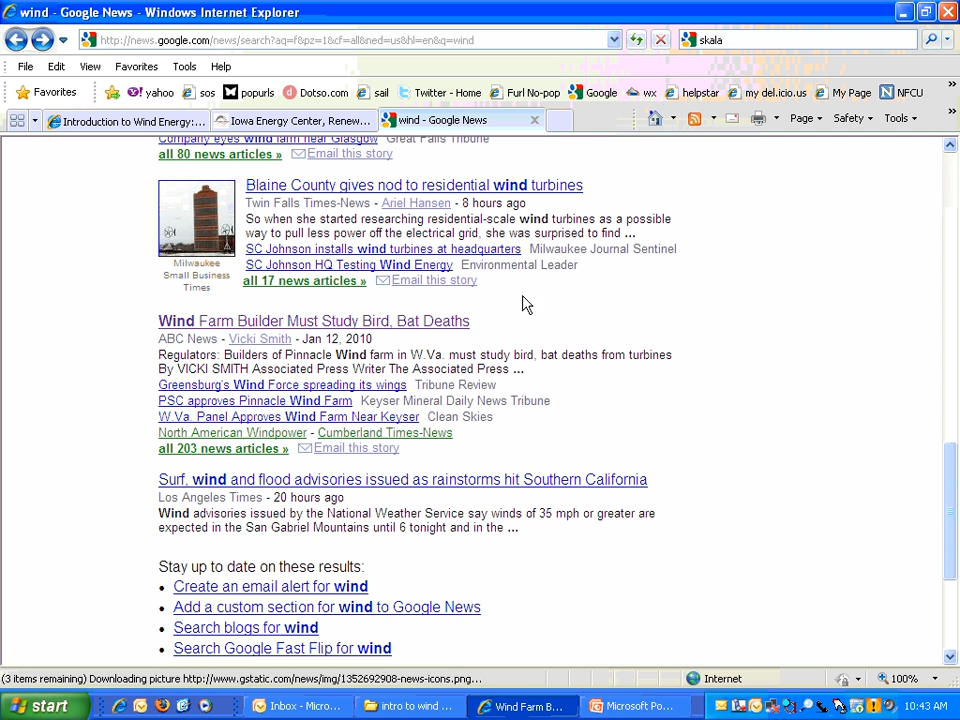 wind - Google News - Windows Internet Explorer
http://news.google.com/news/search?aq=f&pz=1&cf=all&ned=us&hl=en&q=wind
skala
File Edit View Favorites Tools Help
Favorites yahoo sos popurls Dotso.com sail Twitter - Home Furl No-pop Google wx helpstar my del.icio.us My Page NFCU
Introduction to Wind Energy:... Iowa Energy Center, Renew... wind - Google News Page Safety Tools
Company eyes wind farm near Glasgow Great Falls Tribune
all 80 news articles » Email this story
Blaine County gives nod to residential wind turbines
Twin Falls Times-News - Ariel Hansen - 8 hours ago
So when she started researching residential-scale wind turbines as a possible
way to pull less power off the electrical grid, she was surprised to find ...
SC Johnson installs wind turbines at headquarters Milwaukee Journal Sentinel
SC Johnson HQ Testing Wind Energy Environmental Leader
all 17 news articles » Email this story
Milwaukee
Small Business
Times
Wind Farm Builder Must Study Bird, Bat Deaths
ABC News - Vicki Smith - Jan 12, 2010
Regulators: Builders of Pinnacle Wind farm in W.Va. must study bird, bat deaths from turbines
By VICKI SMITH Associated Press Writer The Associated Press ...
Greensburg's Wind Force spreading its wings Tribune Review
PSC approves Pinnacle Wind Farm Keyser Mineral Daily News Tribune
W.Va. Panel Approves Wind Farm Near Keyser Clean Skies
North American Windpower - Cumberland Times-News
all 203 news articles » Email this story
Surf, wind and flood advisories issued as rainstorms hit Southern California
Los Angeles Times - 20 hours ago
Wind advisories issued by the National Weather Service say winds of 35 mph or greater are
expected in the San Gabriel Mountains until 6 tonight and in the ...
Stay up to date on these results:
• Create an email alert for wind
• Add a custom section for wind to Google News
• Search blogs for wind
• Search Google Fast Flip for wind
(3 items remaining) Downloading picture http://www.gstatic.com/news/img/1352692908-news-icons.png... Internet 100%
start Inbox - Micro... intro to wind ... Wind Farm B... Microsoft Po... 10:43 AM